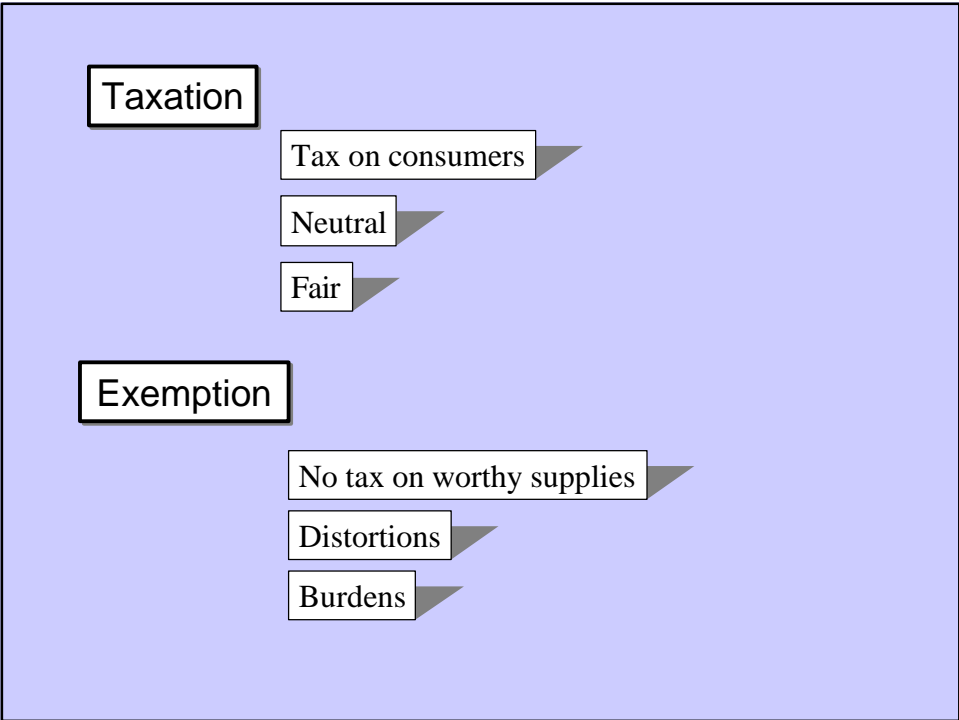 Taxation
Tax on consumers
Neutral
Fair
Exemption
No tax on worthy supplies
Distortions
Burdens